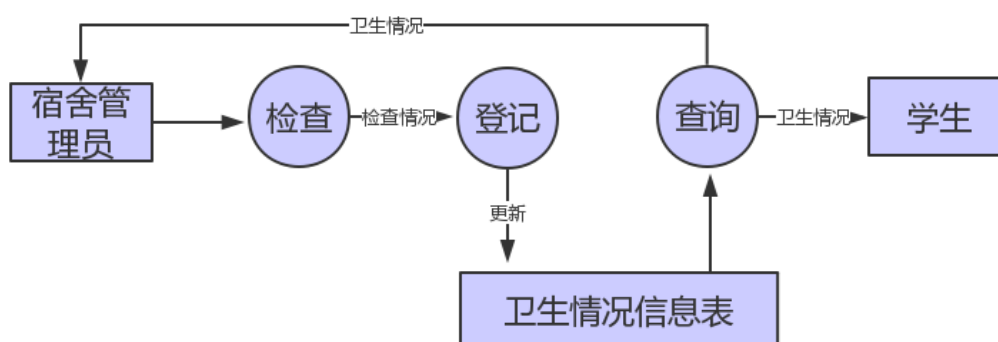 卫生情况
宿舍管
理员
检查
检查情况
登记
查询
卫生情况
学生
更新
卫生情况信息表